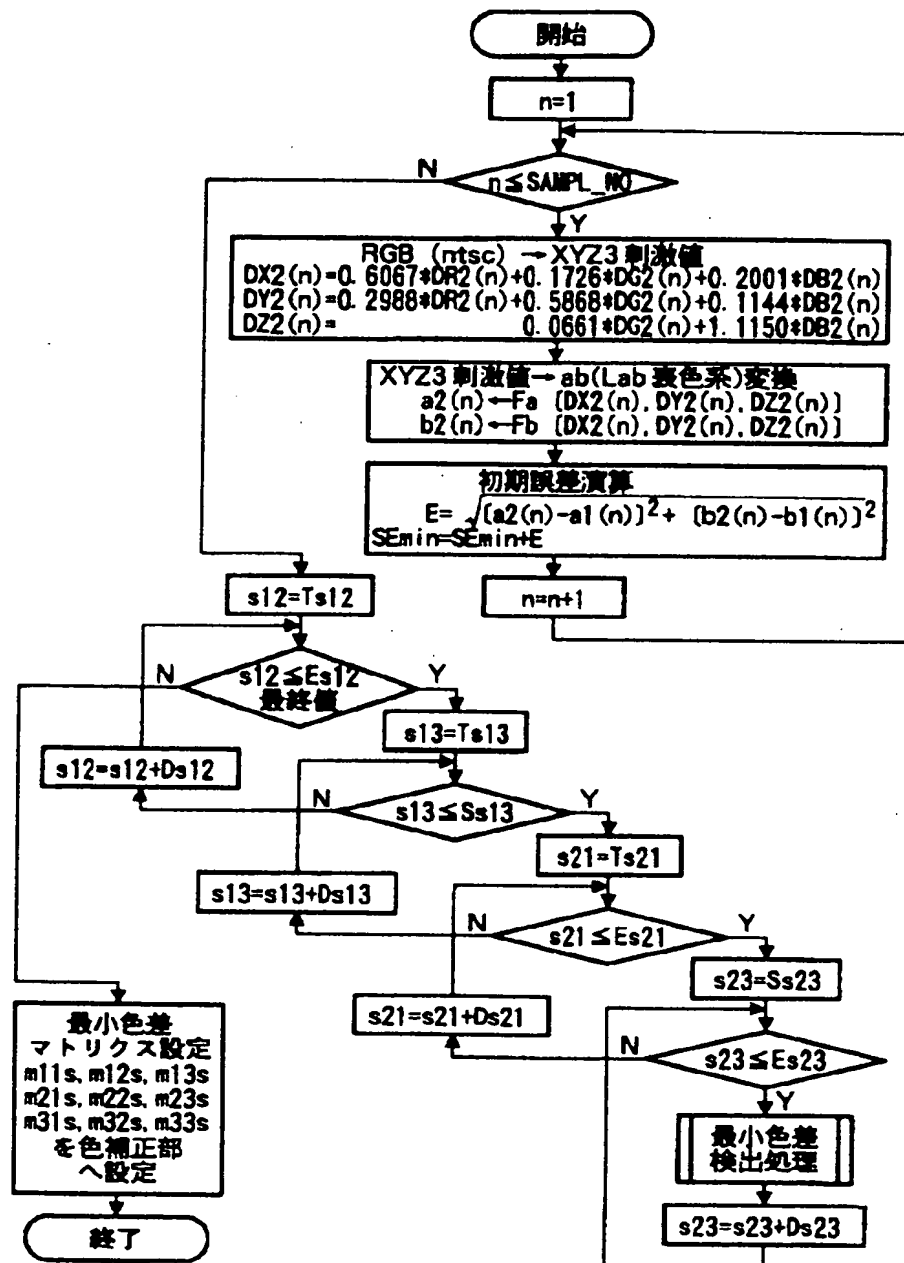 開始
n=1
n≦SAMPL_NO
N
Y
RGB (ntsc) →XYZ3刺激値
DX2(n)=0.6067*DR2(n)+0.1726*DG2(n)+0.2001*DB2(n)
DY2(n)=0.2988*DR2(n)+0.5868*DG2(n)+0.1144*DB2(n)
DZ2(n)= 0.0661*DG2(n)+1.1150*DB2(n)
XYZ3刺激値→ab(Lab表色系)変換
a2(n)←Fa [DX2(n).DY2(n).DZ2(n)]
b2(n)←Fb [DX2(n).DY2(n).DZ2(n)]
初期誤差演算
E= √[a2(n)-a1(n)]²+ [b2(n)-b1(n)]²
SEmin=SEmin+E
n=n+1
s12=Ts12
s12≦Es12
最終値
N
Y
s13=Ts13
s12=s12+Ds12
s13≦Ss13
N
Y
s21=Ts21
s13=s13+Ds13
s21≦Es21
N
Y
s23=Ss23
s21=s21+Ds21
s23≦Es23
N
Y
最小色差
検出処理
s23=s23+Ds23
最小色差
マトリクス設定
m11s, m12s, m13s
m21s, m22s, m23s
m31s, m32s, m33s
を色補正部
へ設定
終了